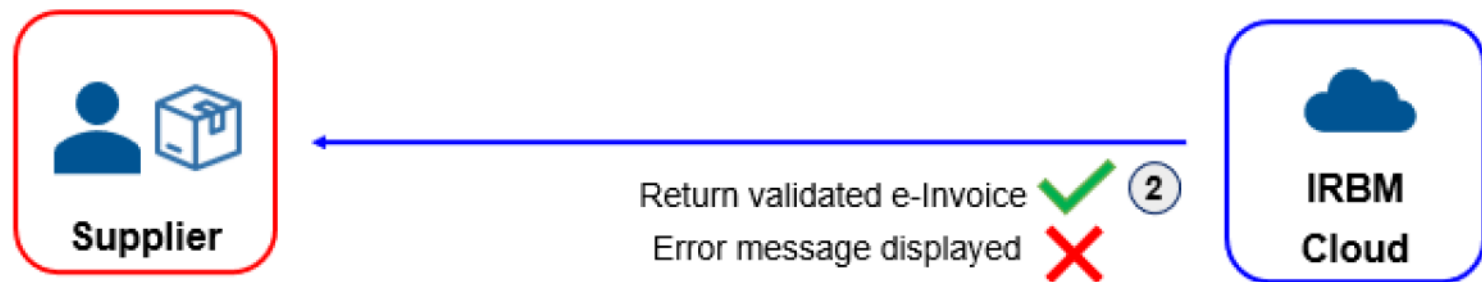 Supplier
Return validated e-Invoice
2
Error message displayed
IRBM
Cloud